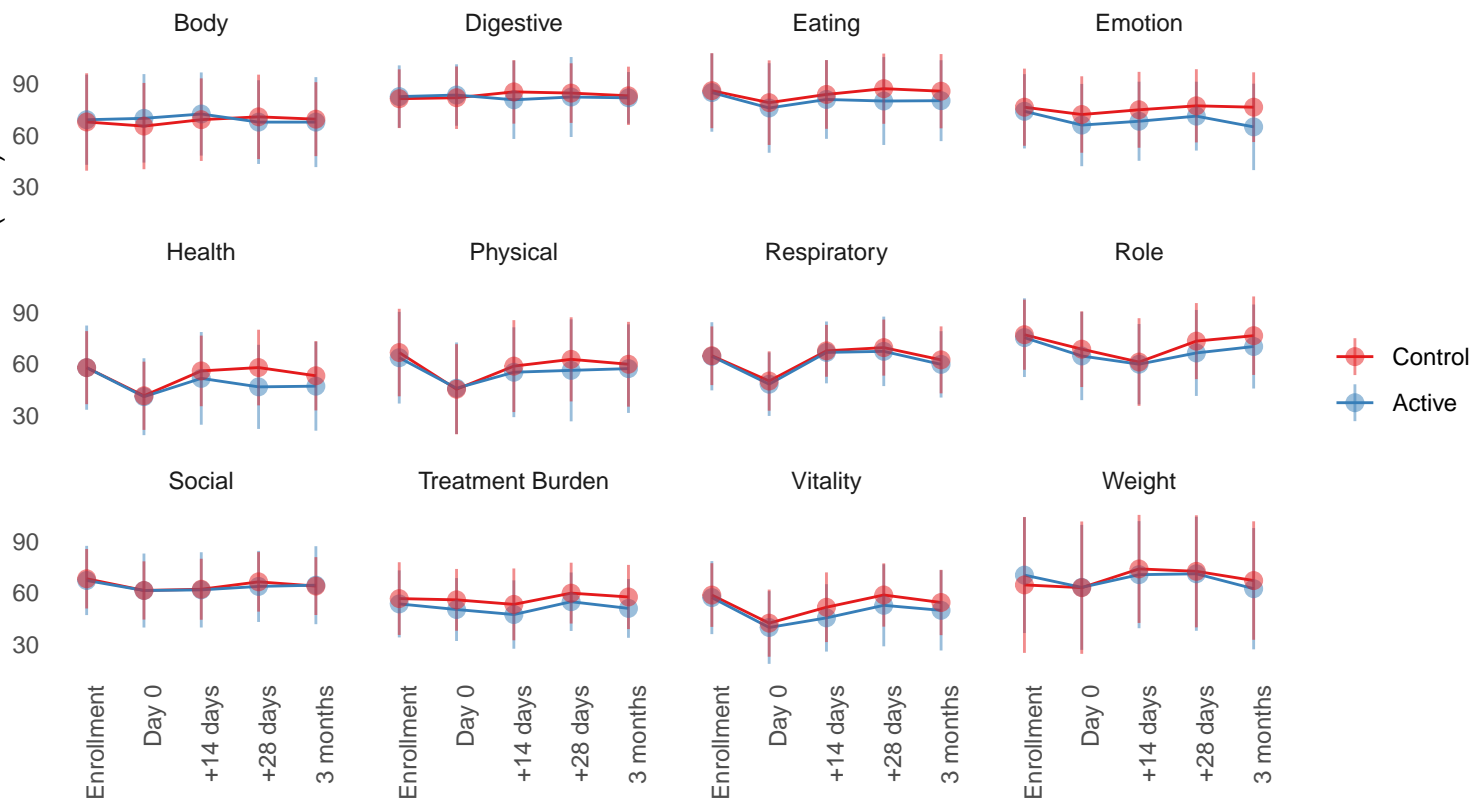 Body Digestive Eating Emotion
90
60
30
Health Physical Respiratory Role
90
60
30
Control
Active
Social Treatment Burden Vitality Weight
90
60
30
Enrollment Day 0 +14 days +28 days 3 months Enrollment Day 0 +14 days +28 days 3 months Enrollment Day 0 +14 days +28 days 3 months Enrollment Day 0 +14 days +28 days 3 months